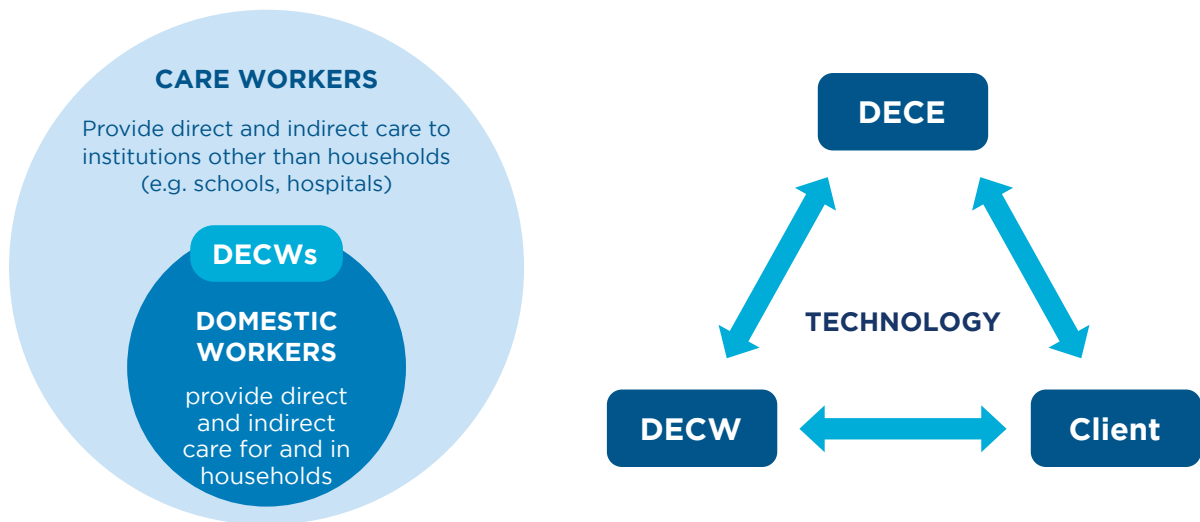 CARE WORKERS
Provide direct and indirect care to
institutions other than households
(e.g. schools, hospitals)
DECWs
DOMESTIC
WORKERS
provide direct
and indirect
care for and in
households
DECE
TECHNOLOGY
DECW
Client